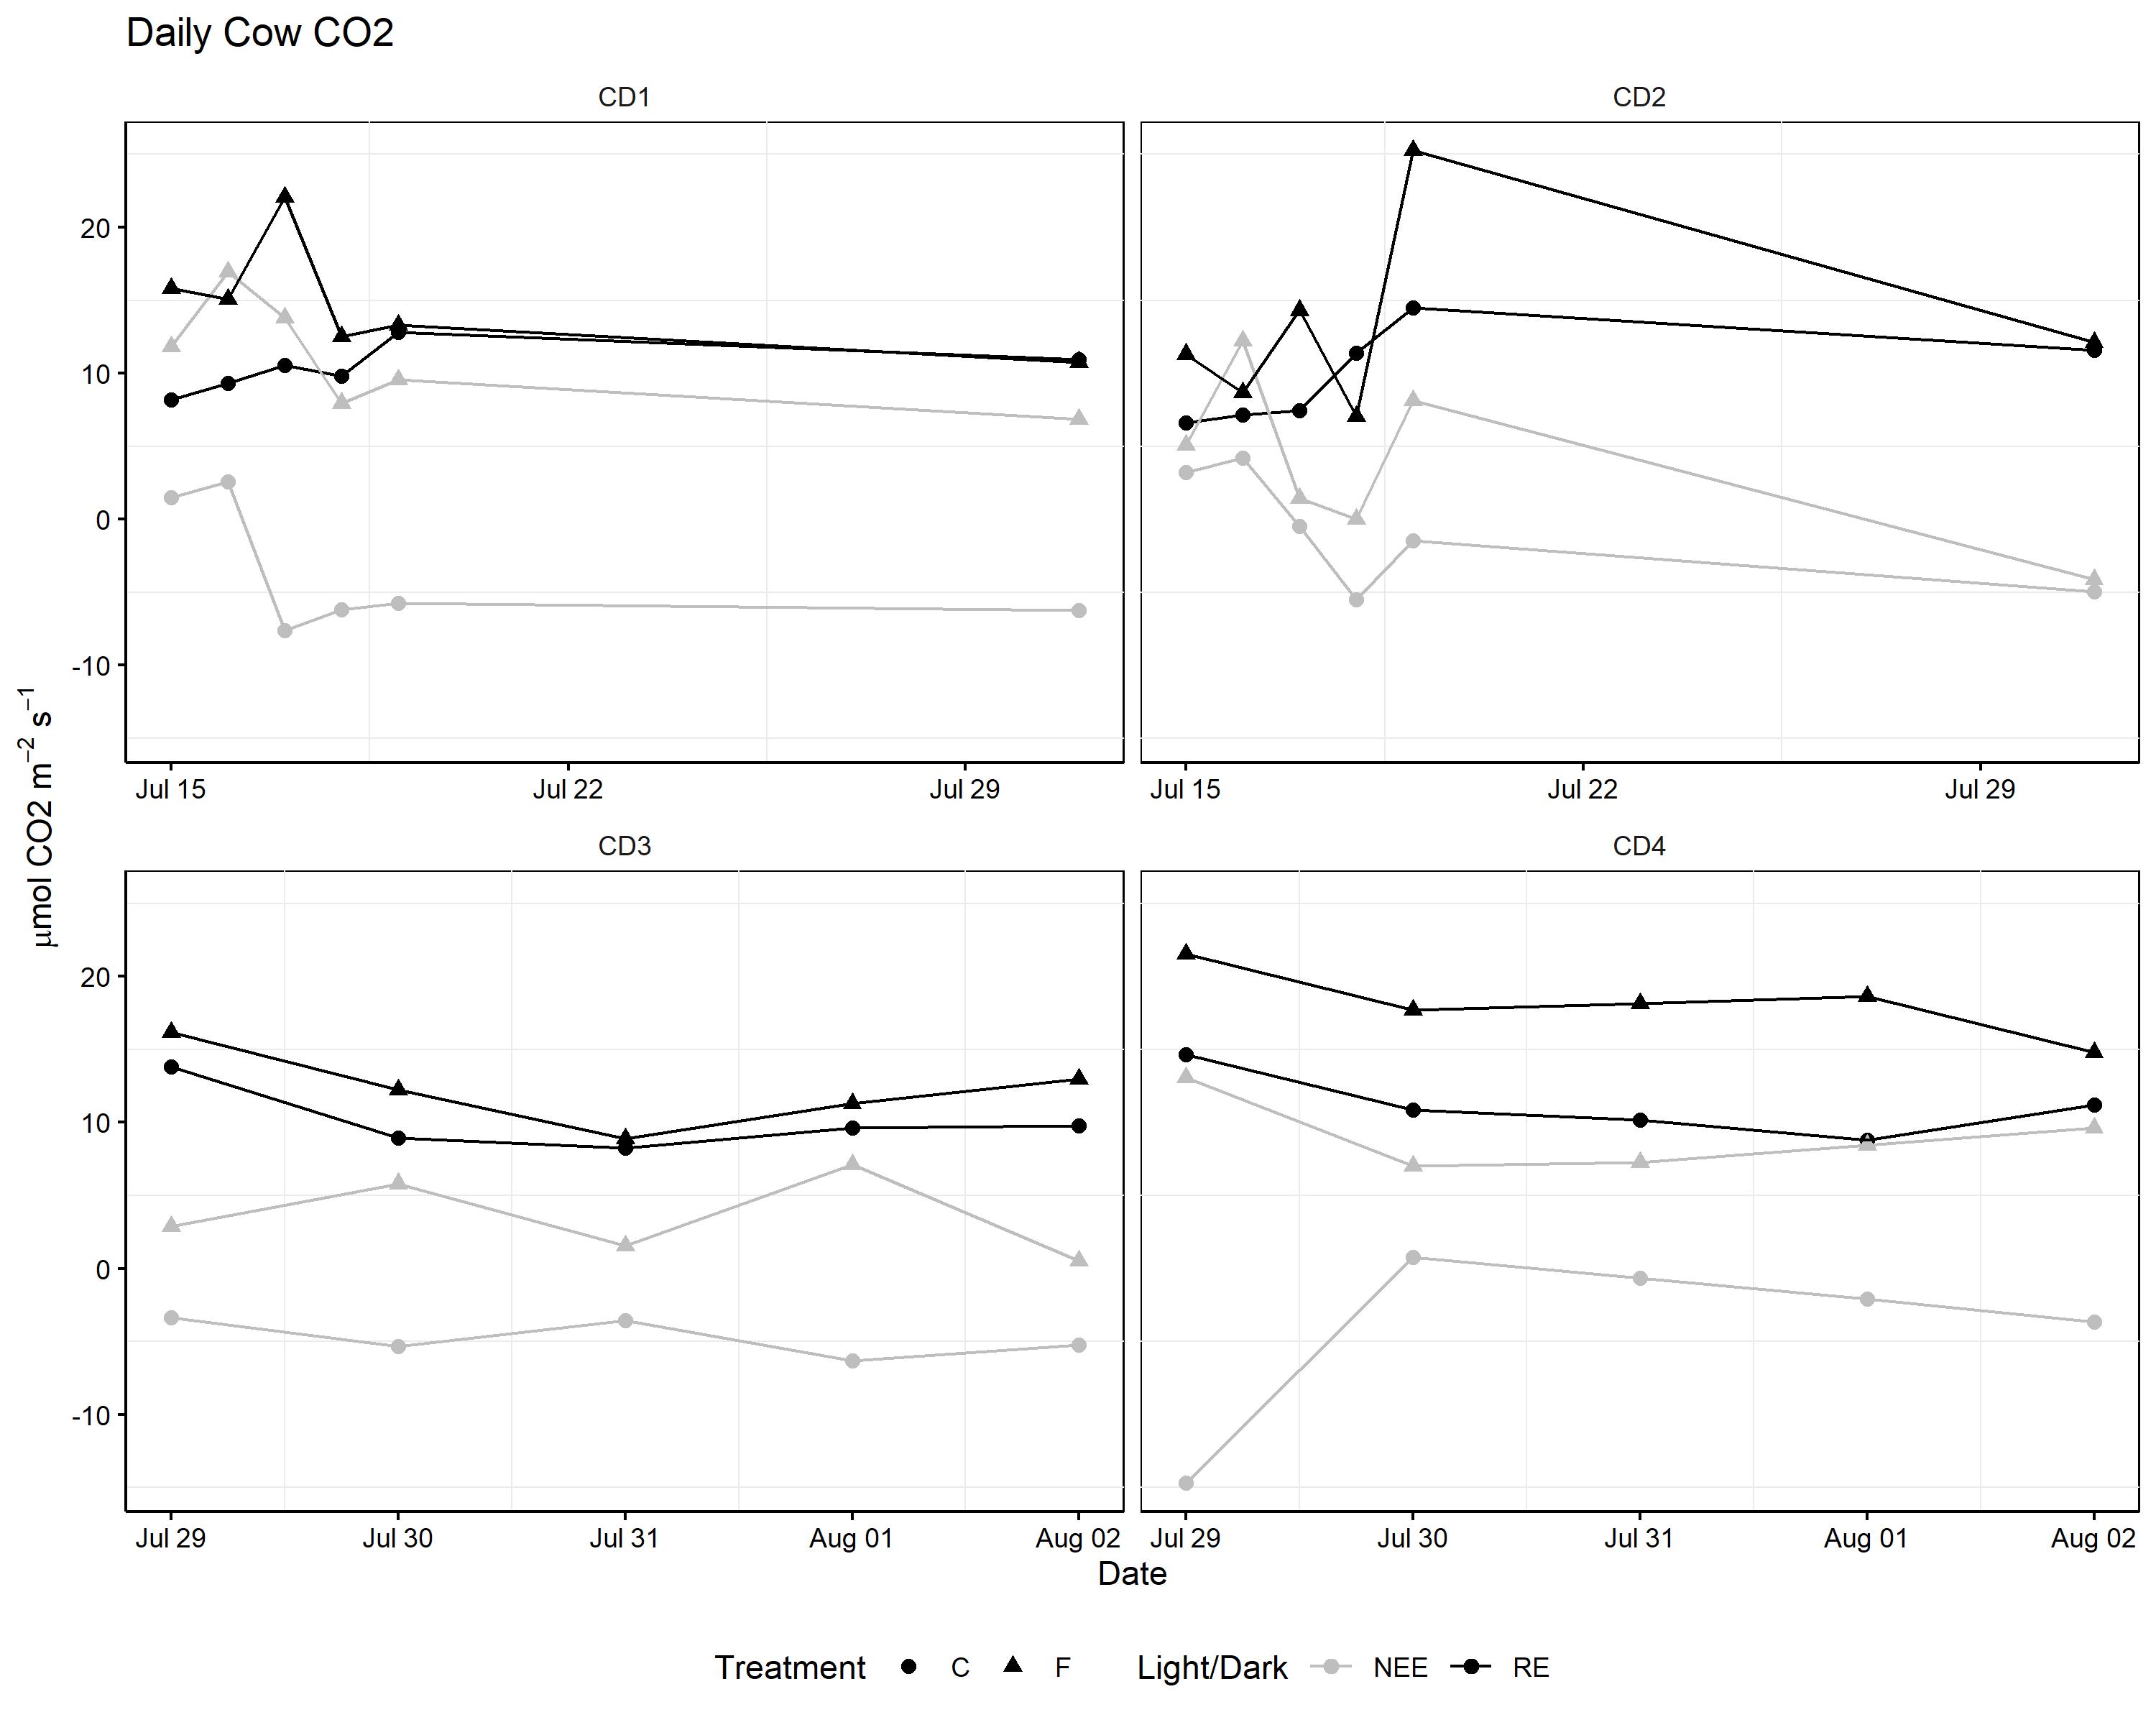 Daily Cow CO2
CD1
CD2
20
10
0
-10
Jul 15
Jul 22
Jul 29
Jul 15
Jul 22
Jul 29
μmol CO2 m−2 s−1
CD3
CD4
20
10
0
-10
Jul 29
Jul 30
Jul 31
Aug 01
Aug 02
Jul 29
Jul 30
Jul 31
Aug 01
Aug 02
Date
Treatment C F Light/Dark NEE RE